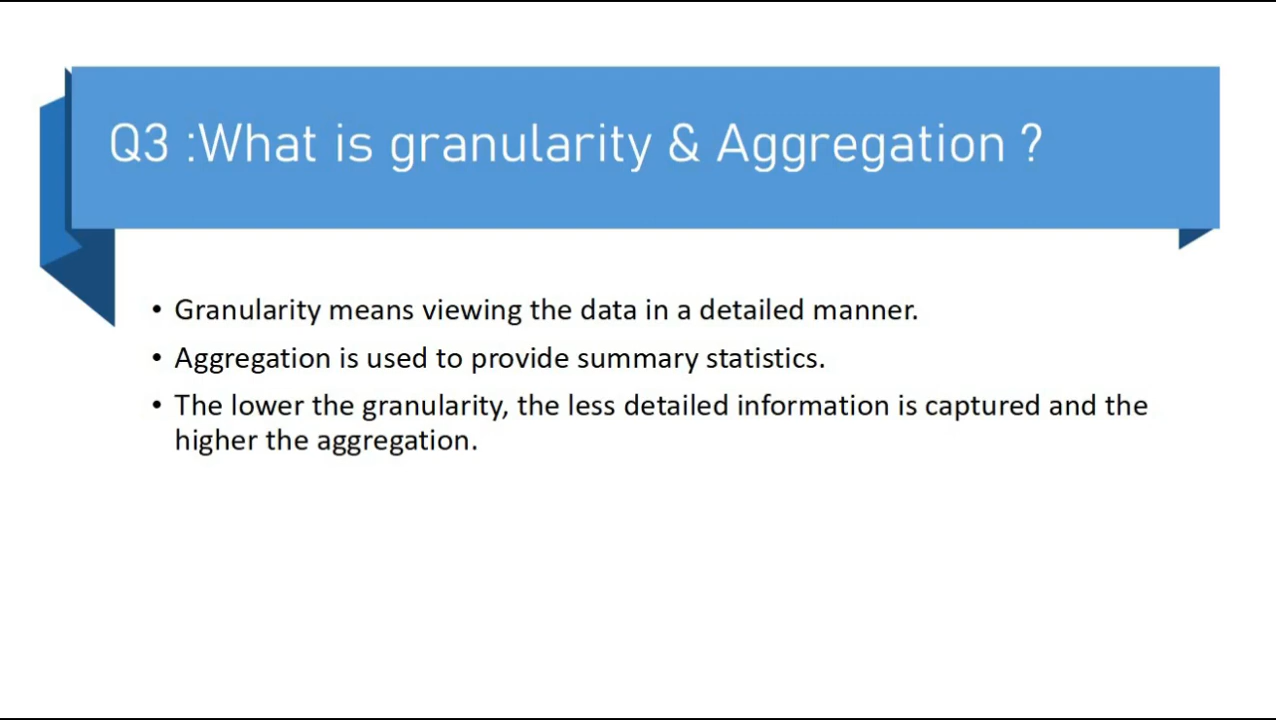 Q3 :What is granularity & Aggregation ?
• Granularity means viewing the data in a detailed manner.
• Aggregation is used to provide summary statistics.
• The lower the granularity, the less detailed information is captured and the
higher the aggregation.